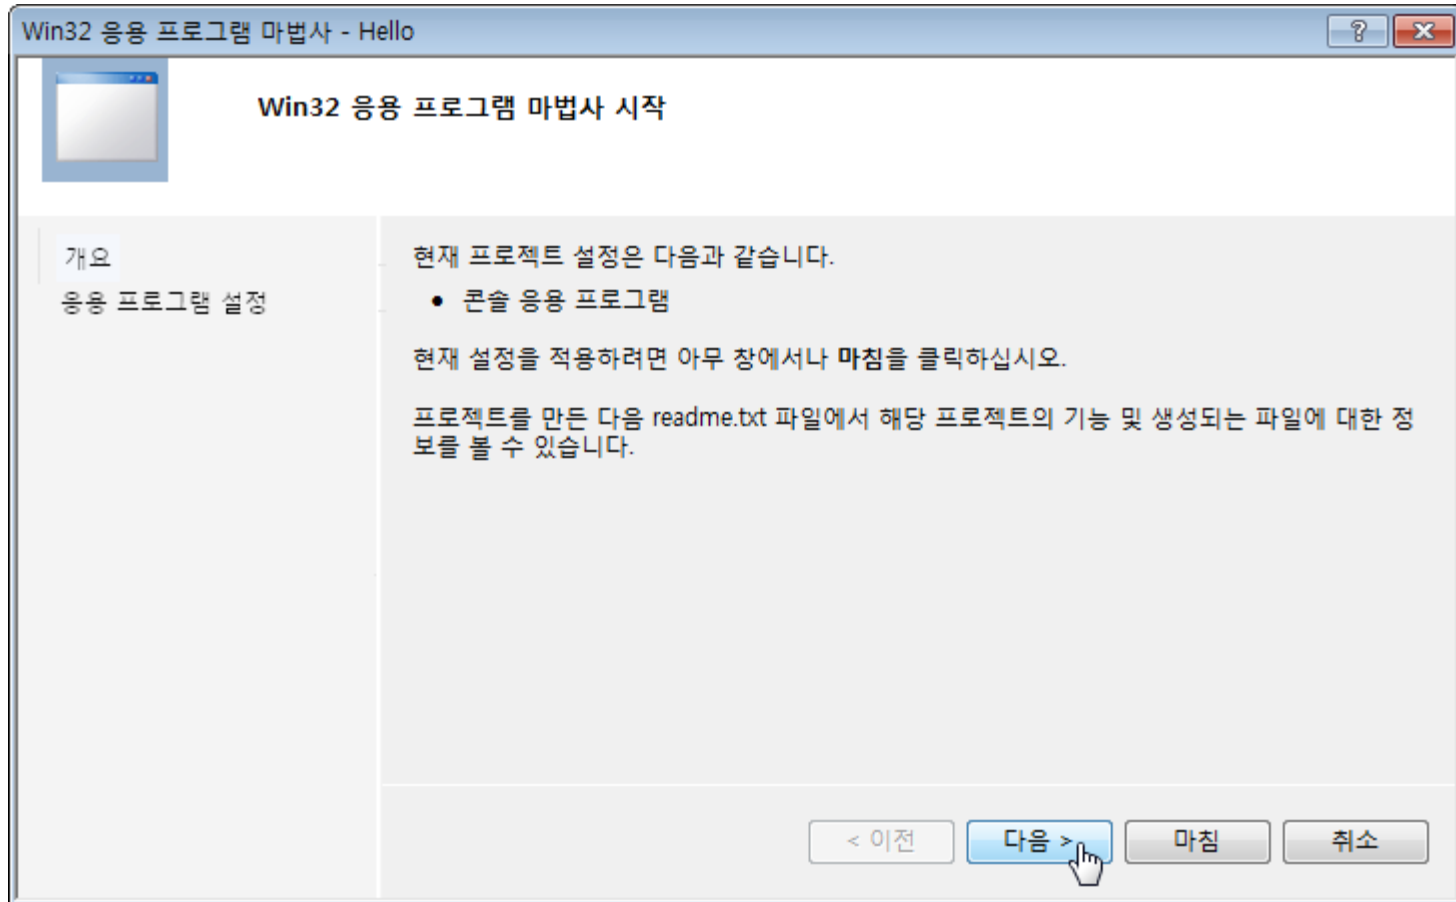 Win32 응용 프로그램 마법사 - Hello
Win32 응용 프로그램 마법사 시작
개요
응용 프로그램 설정
현재 프로젝트 설정은 다음과 같습니다.
• 콘솔 응용 프로그램
현재 설정을 적용하려면 아무 창에서나 마침을 클릭하십시오.
프로젝트를 만든 다음 readme.txt 파일에서 해당 프로젝트의 기능 및 생성되는 파일에 대한 정
보를 볼 수 있습니다.
< 이전
다음 >
마침
취소